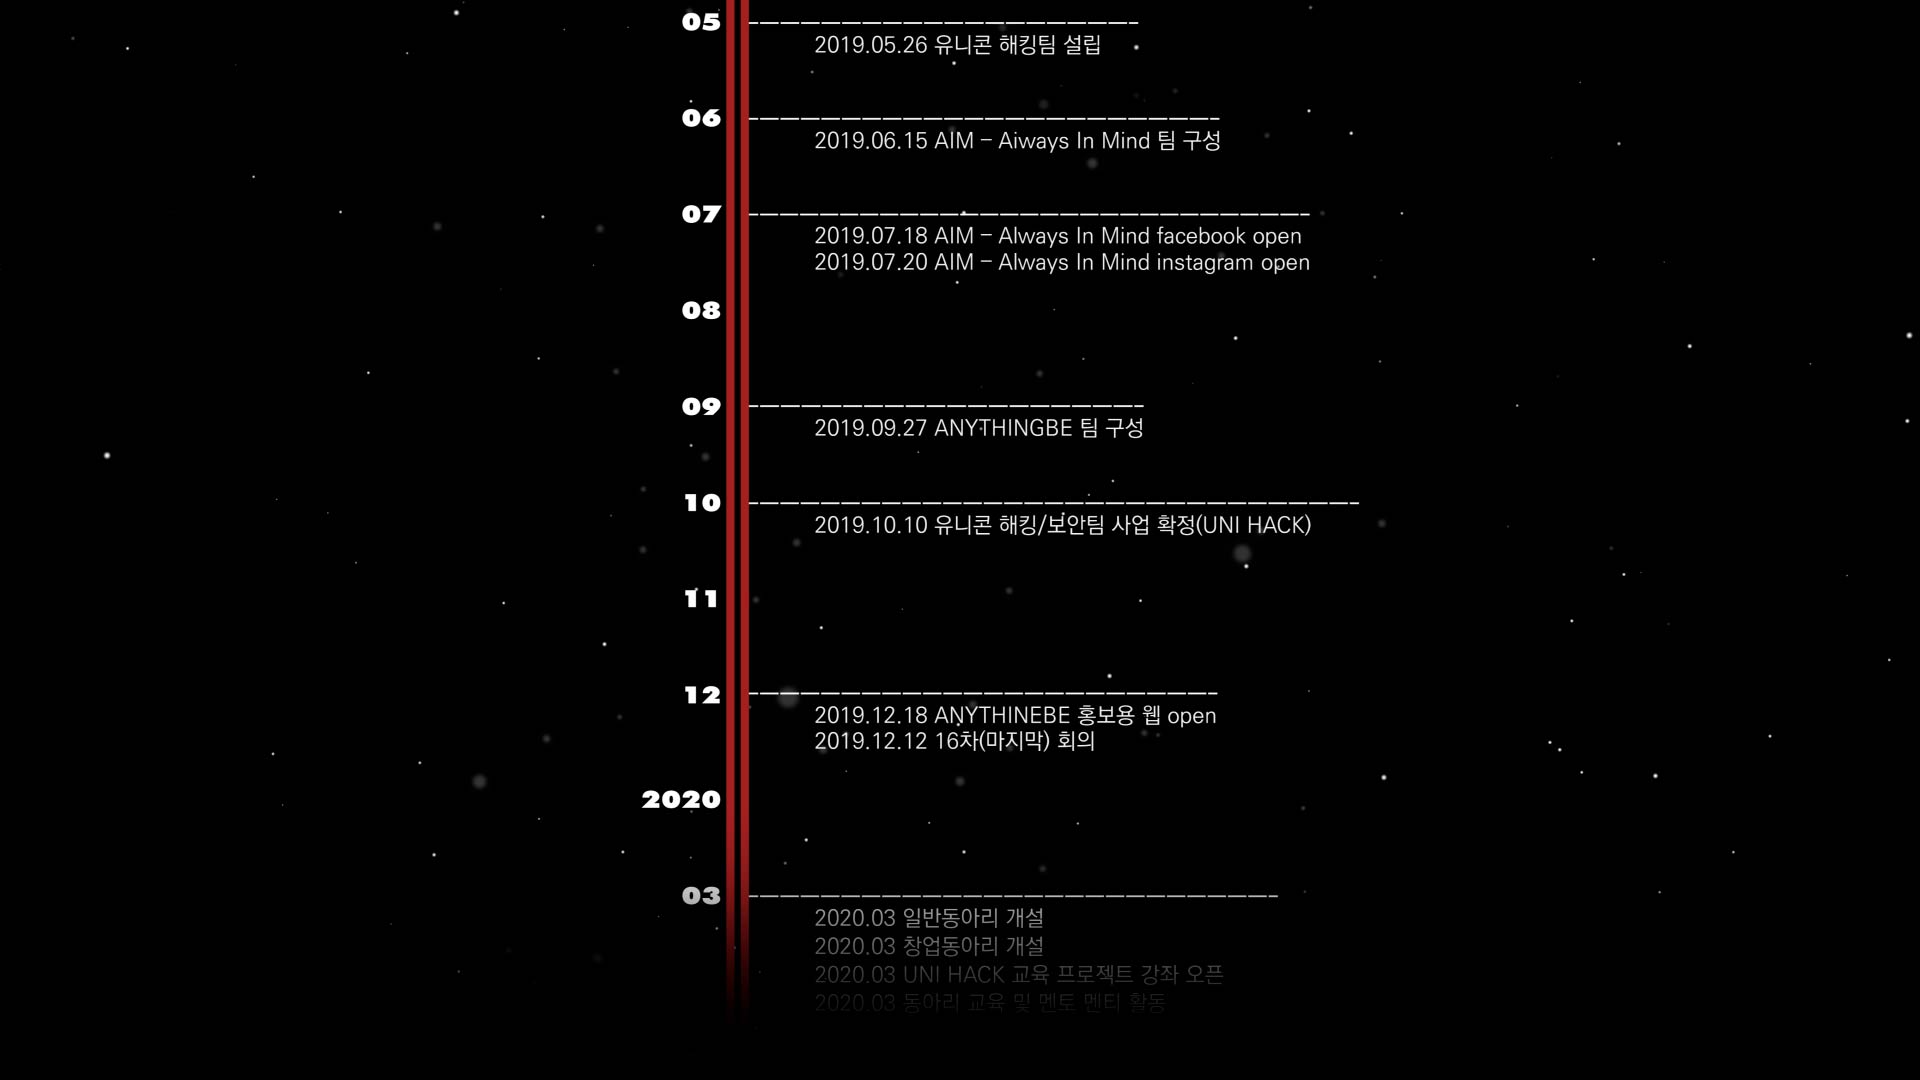 05
2019.05.26 유니콘 해킹팀 설립
06
2019.06.15 AIM - Aiways In Mind 팀 구성
07
2019.07.18 AIM - Always In Mind facebook open
2019.07.20 AIM - Always In Mind instagram open
08
09
2019.09.27 ANYTHINGBE 팀 구성
10
2019.10.10 유니콘 해킹/보안팀 사업 확정(UNI HACK)
11
12
2019.12.18 ANYTHINEBE 홍보용 웹 open
2019.12.12 16차(마지막) 회의
2020
03
2020.03 일반동아리 개설
2020.03 창업동아리 개설
2020.03 UNI HACK 교육 프로젝트 강좌 오픈
2020.03 동아리 교육 및 멘토 멘티 활동